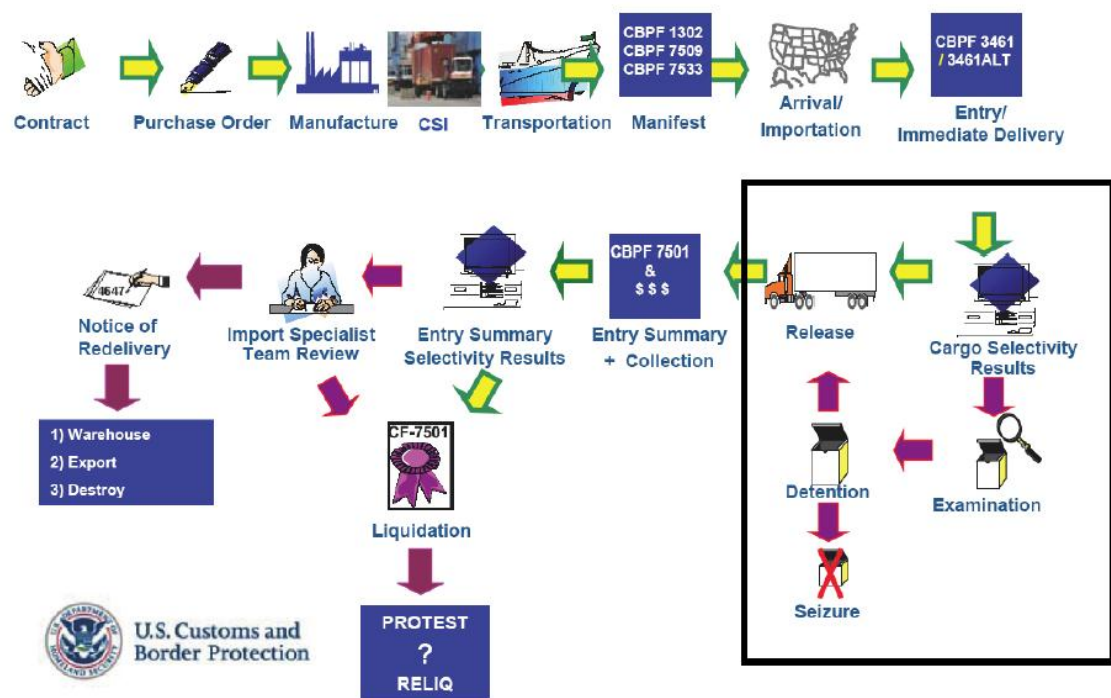 CBPF 1302
CBPF 7509
CBPF 7533
CBPF 3461
/ 3461ALT
Contract
Purchase Order
Manufacture
CSI
Transportation
Manifest
Arrival/
Importation
Entry/
Immediate Delivery
4647
Notice of
Redelivery
Import Specialist
Team Review
Entry Summary
Selectivity Results
CBPF 7501
&
$ $ $
Entry Summary
+ Collection
Release
Cargo Selectivity
Results
1) Warehouse
2) Export
3) Destroy
CF-7501
Liquidation
Detention
Examination
Seizure
PROTEST
?
RELIQ
U.S. Customs and
Border Protection